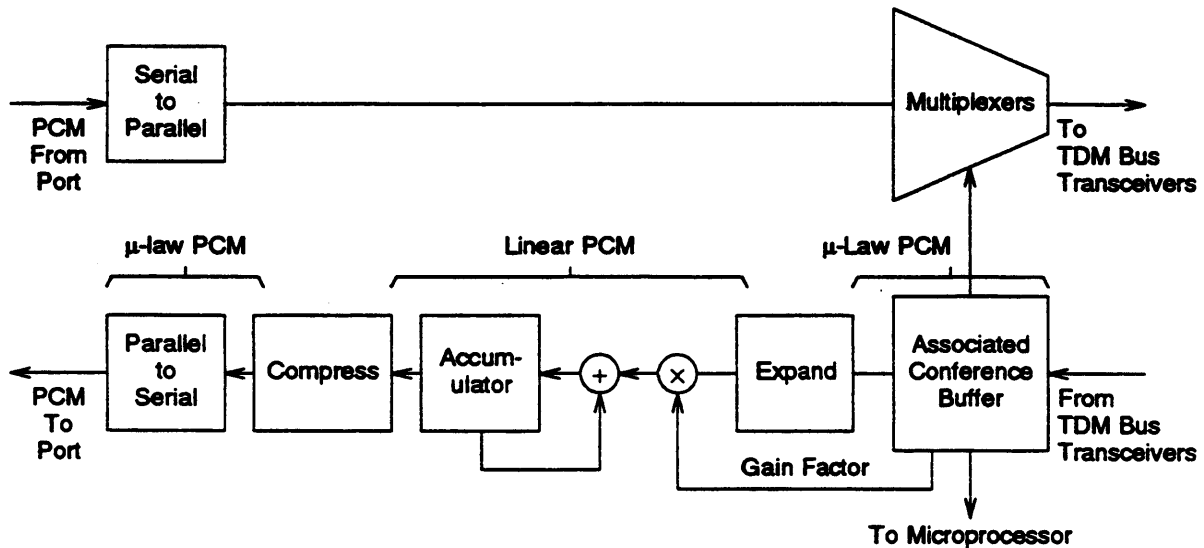 Serial
to
Parallel
Multiplexers
PCM
From
Port
To
TDM Bus
Transceivers
μ-law PCM
Linear PCM
μ-Law PCM
Parallel
to
Serial
Compress
Accum-
ulator
+
×
Expand
Associated
Conference
Buffer
PCM
To
Port
From
TDM Bus
Transceivers
Gain Factor
To Microprocessor